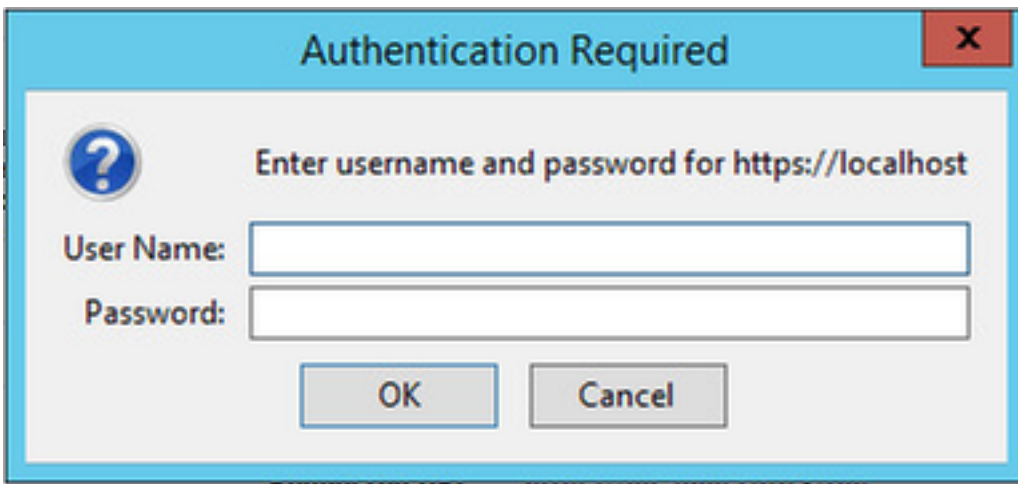 Authentication Required
x
?
Enter username and password for https://localhost
User Name:
Password:
OK Cancel